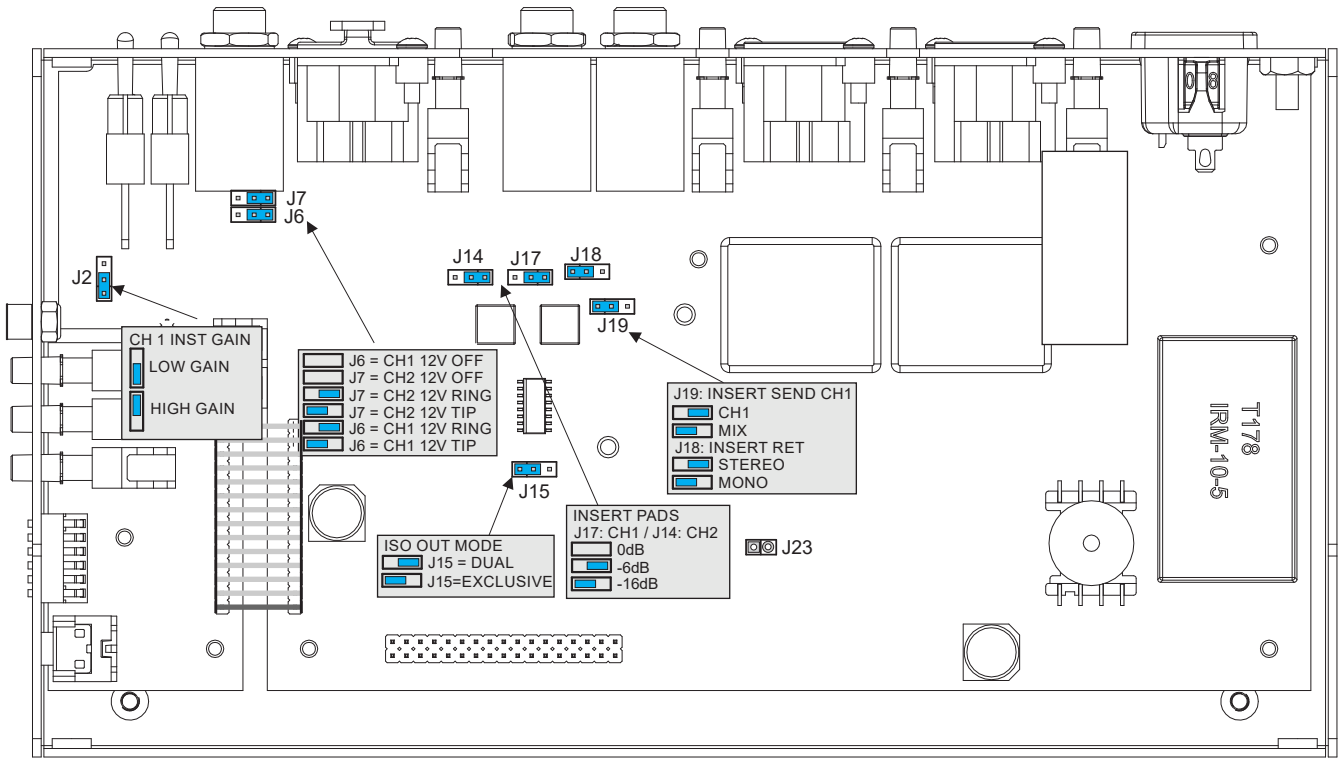 J7
J6
J2
J14
J17
J18
J19
CH 1 INST GAIN
LOW GAIN
HIGH GAIN
J6 = CH1 12V OFF
J7 = CH2 12V OFF
J7 = CH2 12V RING
J7 = CH2 12V TIP
J6 = CH1 12V RING
J6 = CH1 12V TIP
J19: INSERT SEND CH1
CH1
MIX
J18: INSERT RET
STEREO
MONO
T178
IRM-10-5
J15
ISO OUT MODE
J15 = DUAL
J15=EXCLUSIVE
INSERT PADS
J17: CH1 / J14: CH2
0dB
-6dB
-16dB
J23